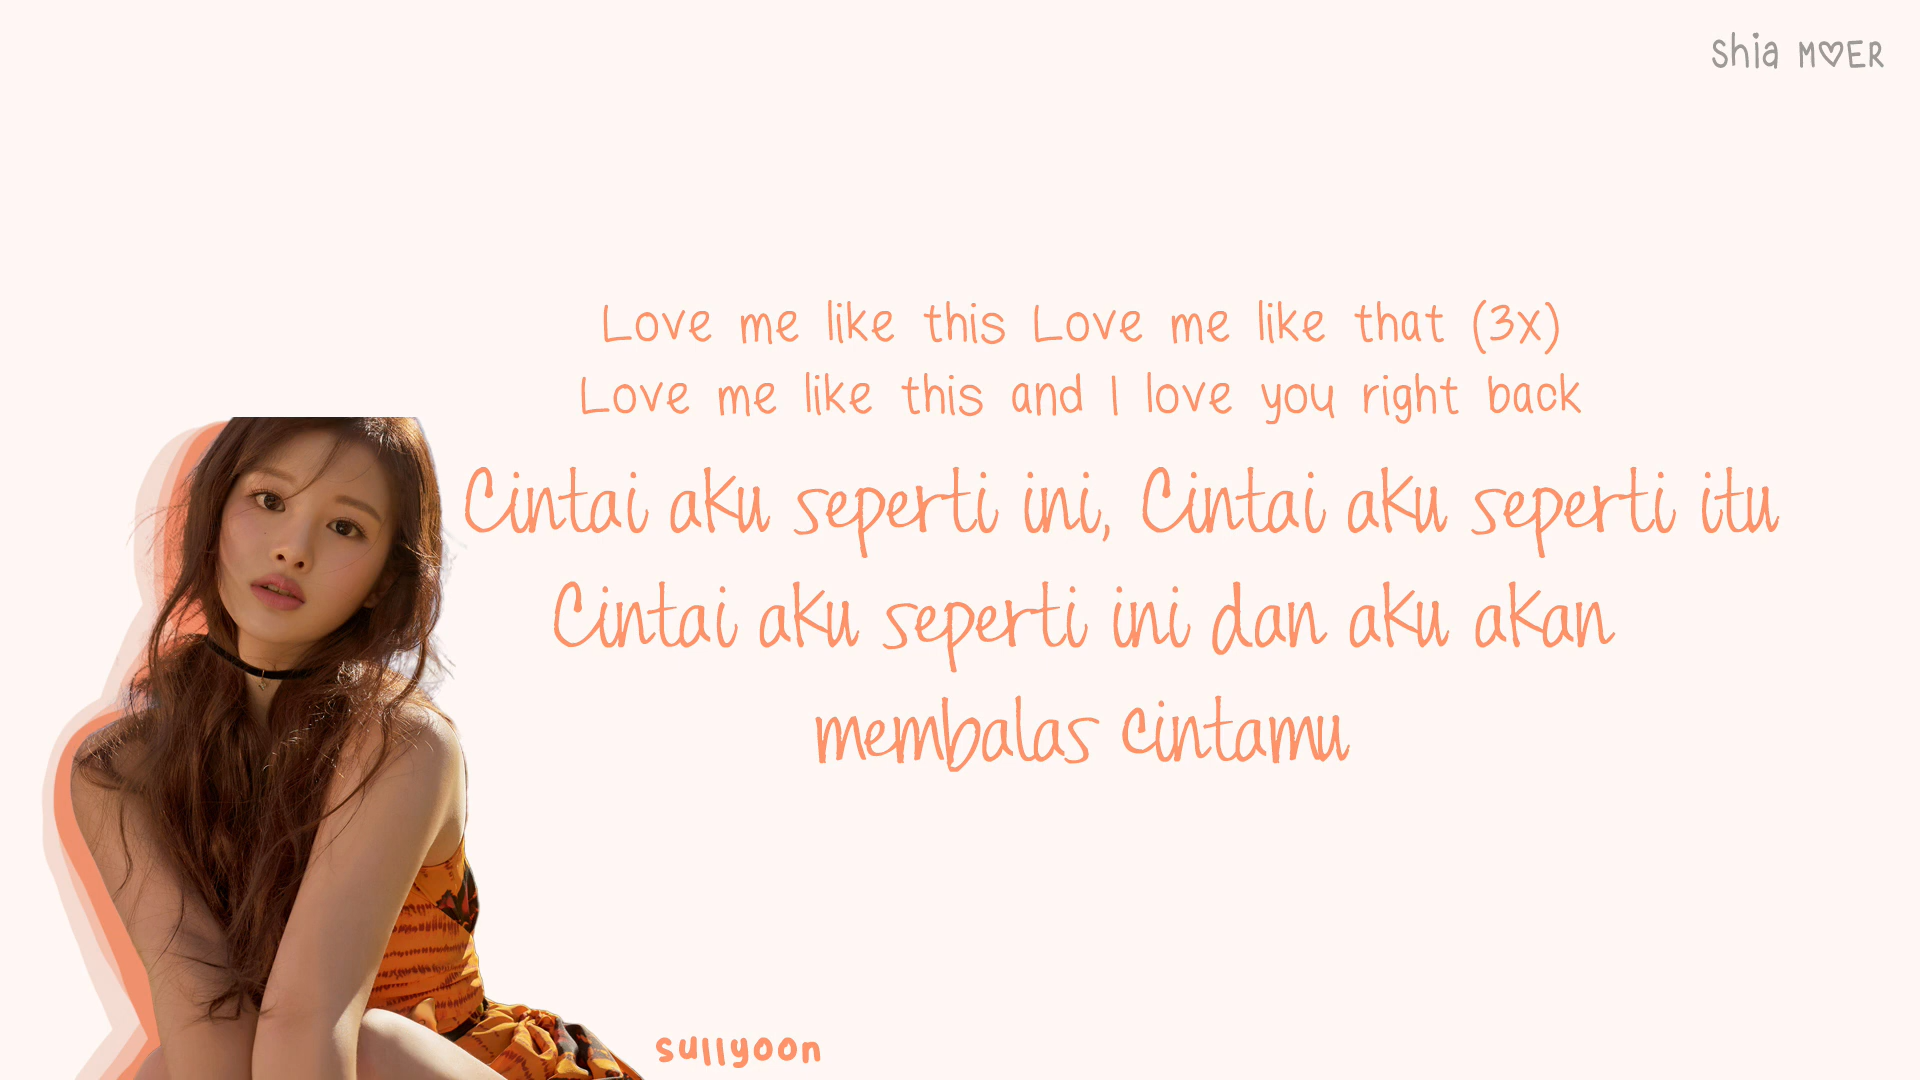 Shia M♡ER
Love me like this Love me like that (3x)
Love me like this and I love you right back
Cintai aku seperti ini, Cintai aku seperti itu
Cintai aku seperti ini dan aku akan
membalas cintamu
sullyoon